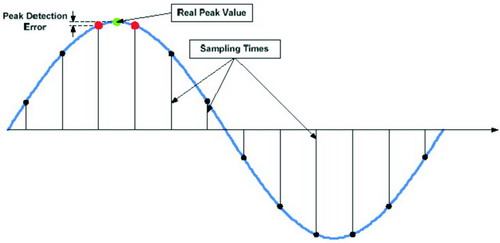 Peak Detection
Error
Real Peak Value
Sampling Times